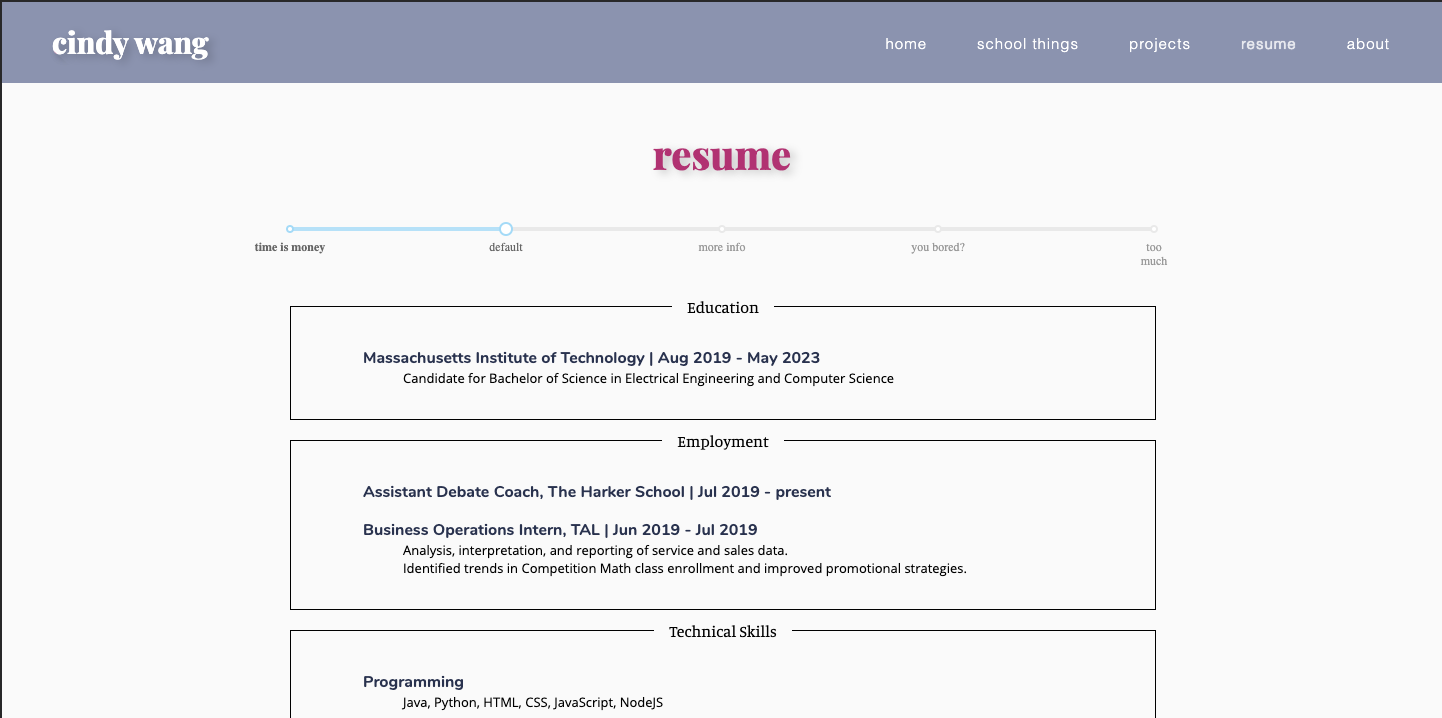 cindy wang
home school things projects resume about
resume
time is money default more info you bored? too
much
Education
Massachusetts Institute of Technology | Aug 2019 - May 2023
Candidate for Bachelor of Science in Electrical Engineering and Computer Science
Employment
Assistant Debate Coach, The Harker School | Jul 2019 - present
Business Operations Intern, TAL | Jun 2019 - Jul 2019
Analysis, interpretation, and reporting of service and sales data.
Identified trends in Competition Math class enrollment and improved promotional strategies.
Technical Skills
Programming
Java, Python, HTML, CSS, JavaScript, NodeJS